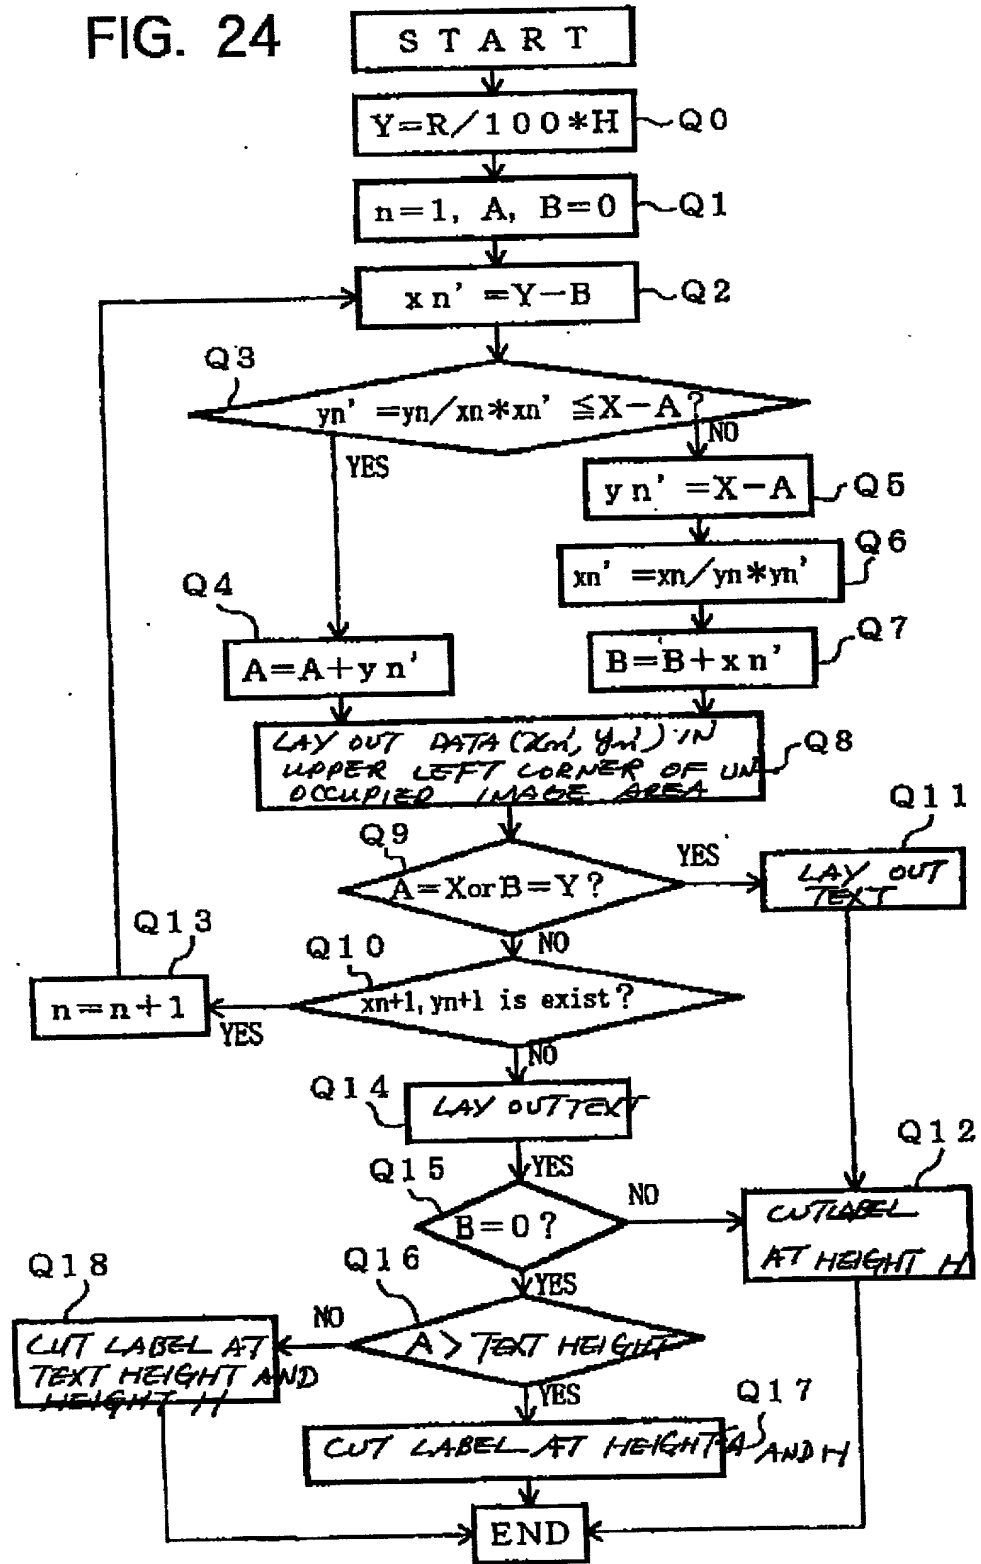 FIG. 24
START
Y=R/100*H
Q0
n=1, A, B=0
Q1
xn'=Y-B
Q2
Q3
yn'=yn/xn*xn'≦X-A?
NO
YES
yn'=X-A
Q5
Q6
xn'=xn/yn*yn'
Q4
Q7
A=A+yn'
B=B+xn'
LAY OUT DATA (xn', yn') IN
UPPER LEFT CORNER OF UN
OCCUPIED IMAGE AREA
Q8
Q9
Q11
A=X or B=Y?
YES
LAY OUT
TEXT
Q13
Q10
NO
n=n+1
YES
xn+1, yn+1 is exist?
NO
Q14
LAY OUT TEXT
Q12
Q15
YES
B=0?
NO
CUT LABEL
AT HEIGHT H
Q18
Q16
YES
NO
A > TEXT HEIGHT
CUT LABEL AT
TEXT HEIGHT AND
HEIGHT H
YES
Q17
CUT LABEL AT HEIGHT A AND H
END